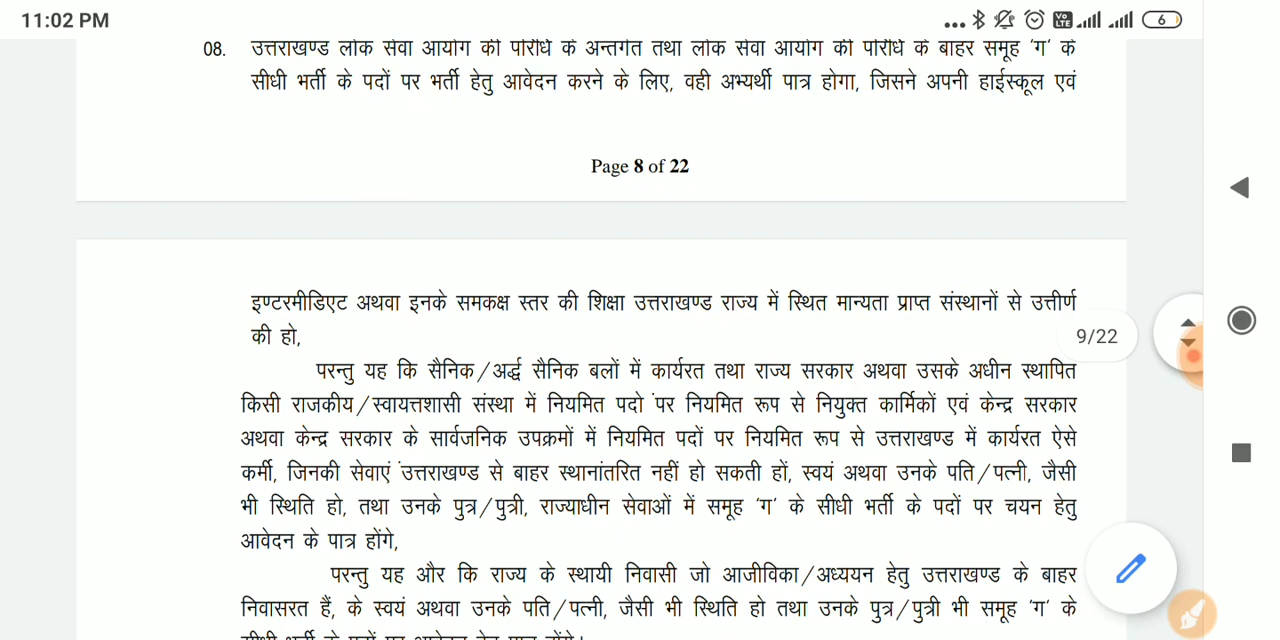 11:02 PM
6
08. उत्तराखण्ड लोक सेवा आयोग की परिधि के अन्तर्गत तथा लोक सेवा आयोग की परिधि के बाहर समूह 'ग' के
सीधी भर्ती के पदों पर भर्ती हेतु आवेदन करने के लिए, वही अभ्यर्थी पात्र होगा, जिसने अपनी हाईस्कूल एवं
Page 8 of 22
इण्टरमीडिएट अथवा इनके समकक्ष स्तर की शिक्षा उत्तराखण्ड राज्य में स्थित मान्यता प्राप्त संस्थानों से उत्तीर्ण
की हो,
9/22
परन्तु यह कि सैनिक/अर्द्ध सैनिक बलों में कार्यरत तथा राज्य सरकार अथवा उसके अधीन स्थापित
किसी राजकीय/स्वायत्तशासी संस्था में नियमित पदो पर नियमित रूप से नियुक्त कार्मिकों एवं केन्द्र सरकार
अथवा केन्द्र सरकार के सार्वजनिक उपक्रमों में नियमित पदों पर नियमित रूप से उत्तराखण्ड में कार्यरत ऐसे
कर्मी, जिनकी सेवाएं उत्तराखण्ड से बाहर स्थानांतरित नहीं हो सकती हों, स्वयं अथवा उनके पति/पत्नी, जैसी
भी स्थिति हो, तथा उनके पुत्र/पुत्री, राज्याधीन सेवाओं में समूह 'ग' के सीधी भर्ती के पदों पर चयन हेतु
आवेदन के पात्र होंगे,
परन्तु यह और कि राज्य के स्थायी निवासी जो आजीविका/अध्ययन हेतु उत्तराखण्ड के बाहर
निवासरत हैं, के स्वयं अथवा उनके पति/पत्नी, जैसी भी स्थिति हो तथा उनके पुत्र/पुत्री भी समूह 'ग' के